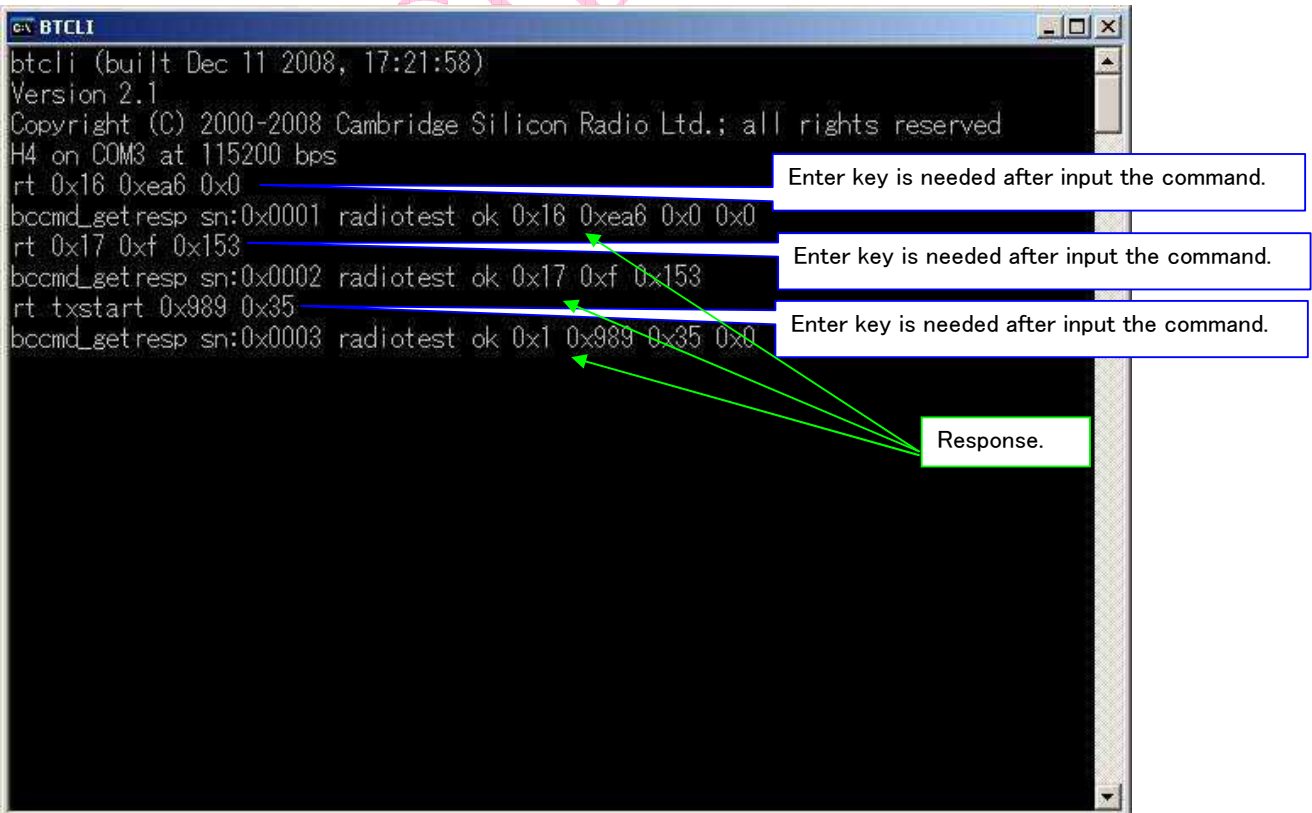 BTCLI
btcli (built Dec 11 2008, 17:21:58)
Version 2.1
Copyright (C) 2000-2008 Cambridge Silicon Radio Ltd.; all rights reserved
H4 on COM3 at 115200 bps
rt 0x16 0xea6 0x0
Enter key is needed after input the command.
bccmd_getresp sn:0x0001 radiotest ok 0x16 0xea6 0x0 0x0
rt 0x17 0xf 0x153
Enter key is needed after input the command.
bccmd_getresp sn:0x0002 radiotest ok 0x17 0xf 0x153
rt txstart 0x989 0x35
Enter key is needed after input the command.
bccmd_getresp sn:0x0003 radiotest ok 0x1 0x989 0x35 0x0
Response.